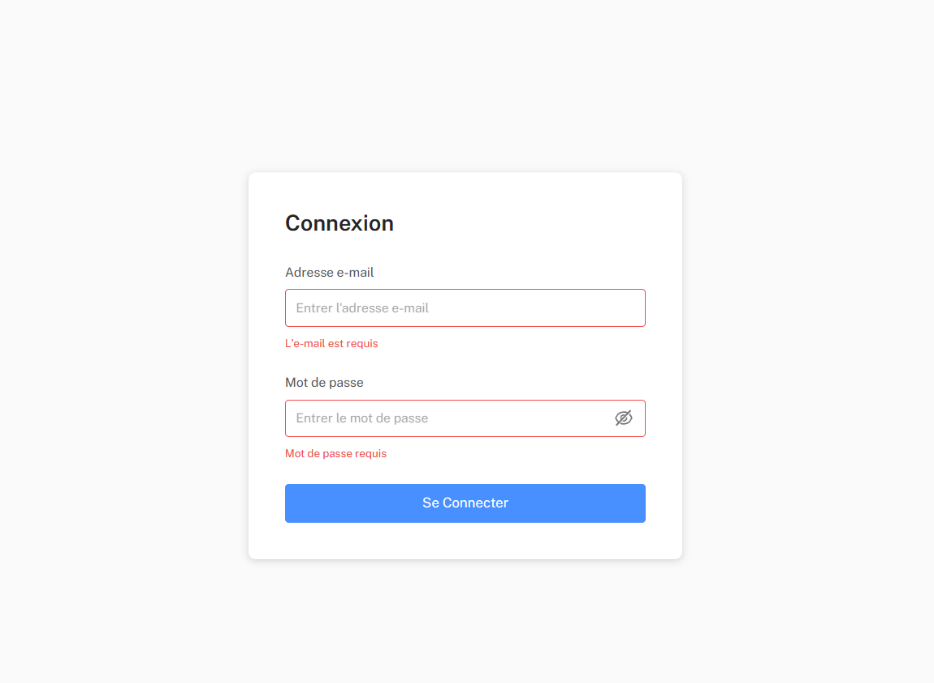 Connexion
Adresse e-mail
Entrer l'adresse e-mail
L'e-mail est requis
Mot de passe
Entrer le mot de passe
Mot de passe requis
Se Connecter